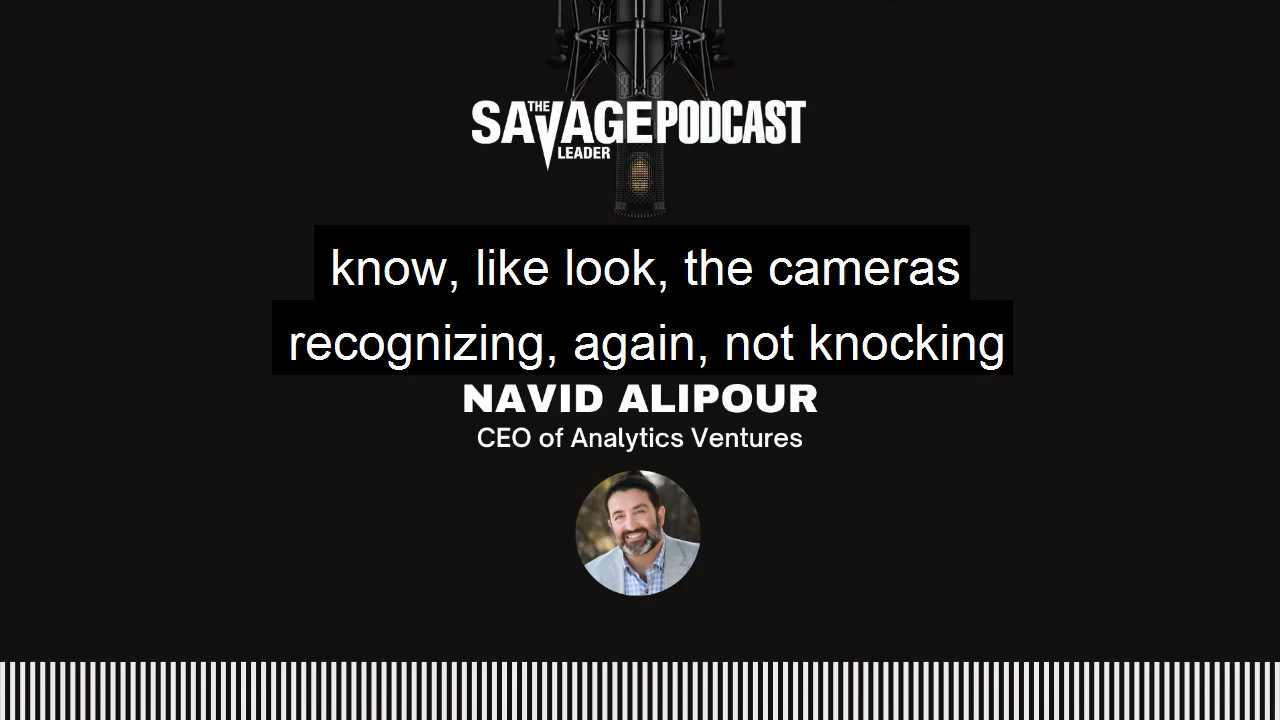 THE SAVAGE LEADER PODCAST
know, like look, the cameras
recognizing, again, not knocking
NAVID ALIPOUR
CEO of Analytics Ventures